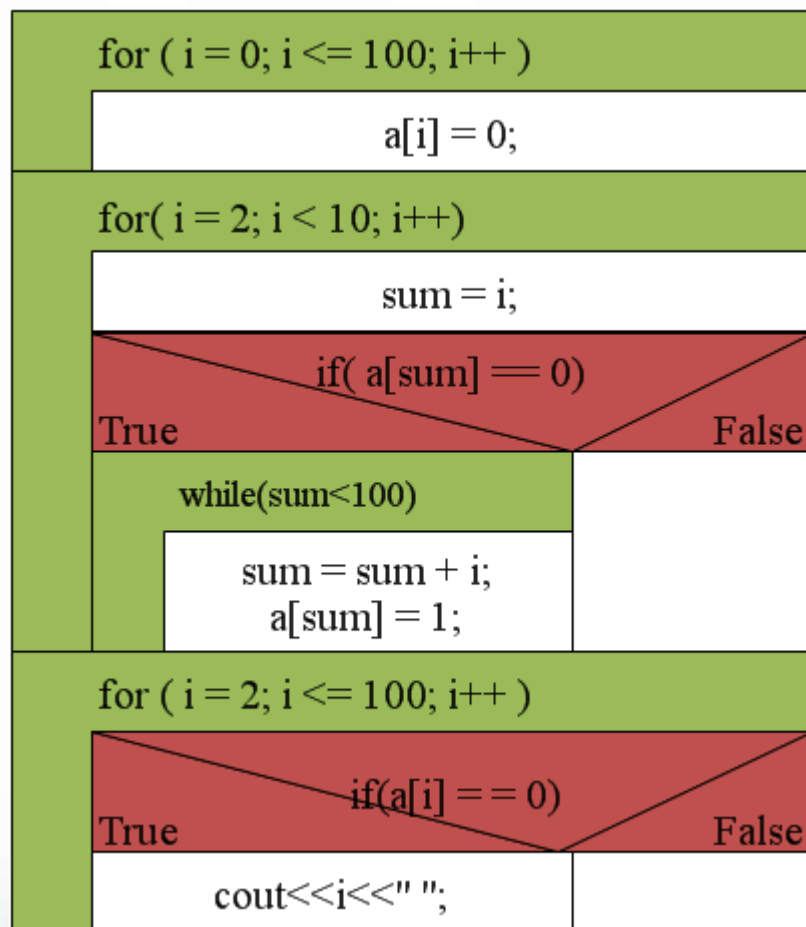 for ( i = 0; i <= 100; i++ )
a[i] = 0;
for( i = 2; i < 10; i++)
sum = i;
if( a[sum] == 0)
True
False
while(sum<100)
sum = sum + i;
a[sum] = 1;
for ( i = 2; i <= 100; i++ )
if(a[i] = = 0)
True
False
cout<<i<<" ";